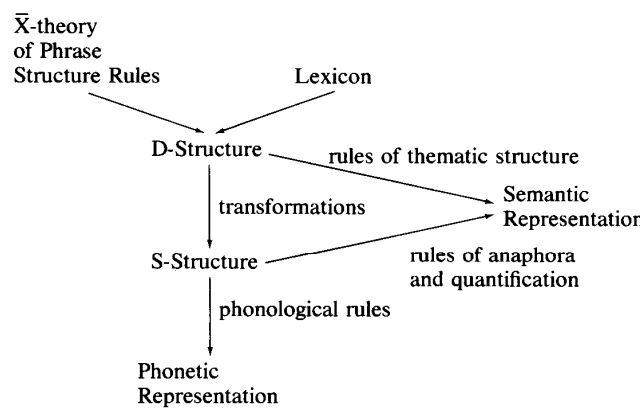 X̄-theory
of Phrase
Structure Rules
Lexicon
D-Structure
rules of thematic structure
Semantic
Representation
transformations
S-Structure
rules of anaphora
and quantification
phonological rules
Phonetic
Representation